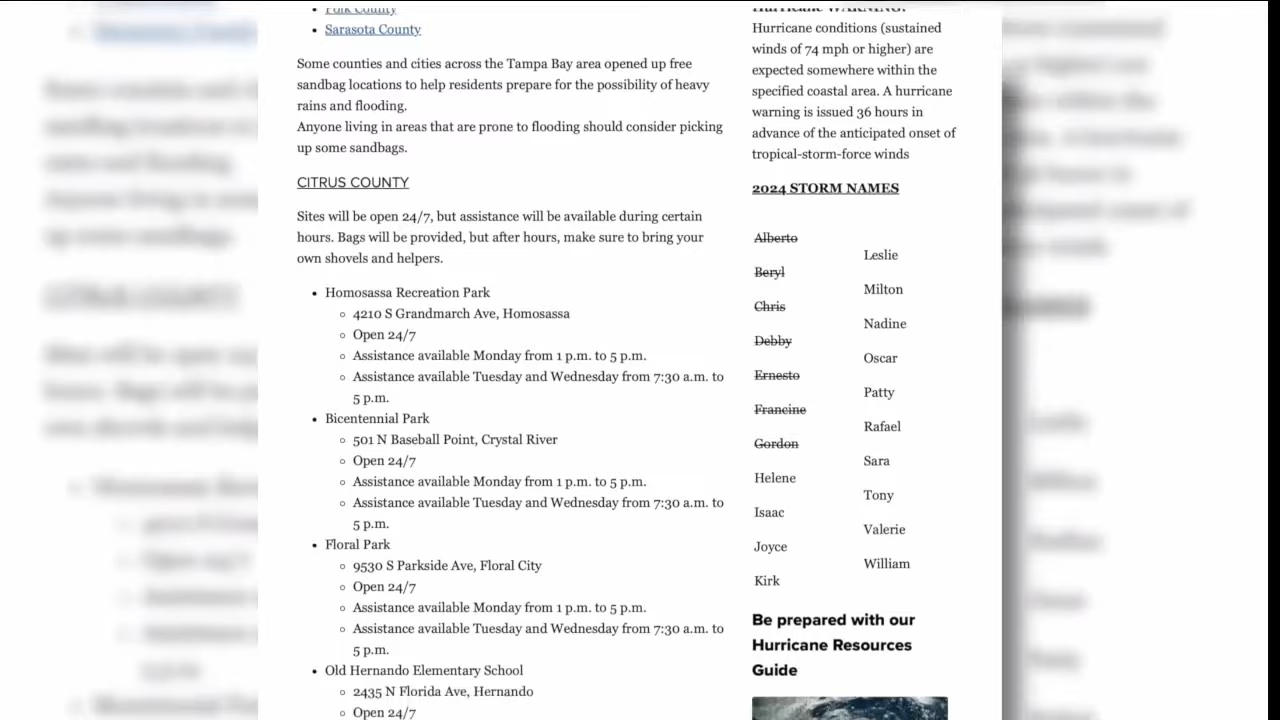 Polk County
Sarasota County
Some counties and cities across the Tampa Bay area opened up free
sandbag locations to help residents prepare for the possibility of heavy
rains and flooding.
Anyone living in areas that are prone to flooding should consider picking
up some sandbags.
CITRUS COUNTY
Sites will be open 24/7, but assistance will be available during certain
hours. Bags will be provided, but after hours, make sure to bring your
own shovels and helpers.
Homosassa Recreation Park
4210 S Grandmarch Ave, Homosassa
Open 24/7
Assistance available Monday from 1 p.m. to 5 p.m.
Assistance available Tuesday and Wednesday from 7:30 a.m. to
5 p.m.
Bicentennial Park
501 N Baseball Point, Crystal River
Open 24/7
Assistance available Monday from 1 p.m. to 5 p.m.
Assistance available Tuesday and Wednesday from 7:30 a.m. to
5 p.m.
Floral Park
9530 S Parkside Ave, Floral City
Open 24/7
Assistance available Monday from 1 p.m. to 5 p.m.
Assistance available Tuesday and Wednesday from 7:30 a.m. to
5 p.m.
Old Hernando Elementary School
2435 N Florida Ave, Hernando
Open 24/7
Hurricane WARNING:
Hurricane conditions (sustained
winds of 74 mph or higher) are
expected somewhere within the
specified coastal area. A hurricane
warning is issued 36 hours in
advance of the anticipated onset of
tropical-storm-force winds
2024 STORM NAMES
Alberto
Beryl
Chris
Debby
Ernesto
Francine
Gordon
Helene
Isaac
Joyce
Kirk
Leslie
Milton
Nadine
Oscar
Patty
Rafael
Sara
Tony
Valerie
William
Be prepared with our
Hurricane Resources
Guide